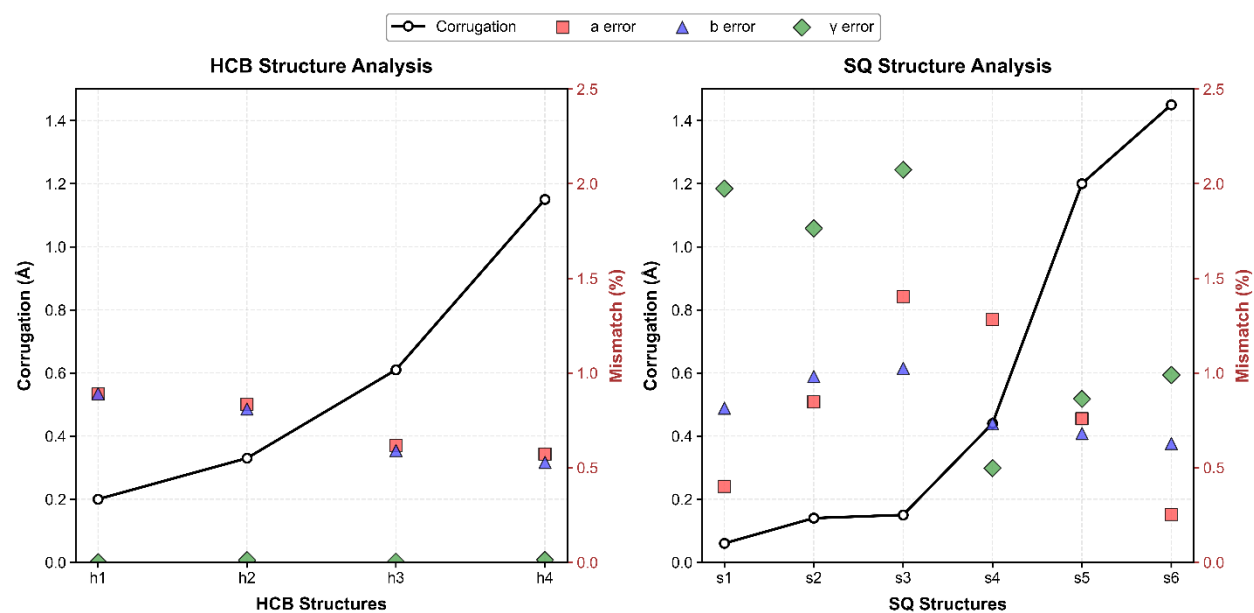 Corrugation
a error
b error
γ error
HCB Structure Analysis
SQ Structure Analysis
Corrugation (Å)
1.4
1.2
1.0
0.8
0.6
0.4
0.2
0.0
2.5
2.0
1.5
1.0
0.5
0.0
Mismatch (%)
h1
h2
h3
h4
HCB Structures
Corrugation (Å)
1.4
1.2
1.0
0.8
0.6
0.4
0.2
0.0
2.5
2.0
1.5
1.0
0.5
0.0
Mismatch (%)
s1
s2
s3
s4
s5
s6
SQ Structures